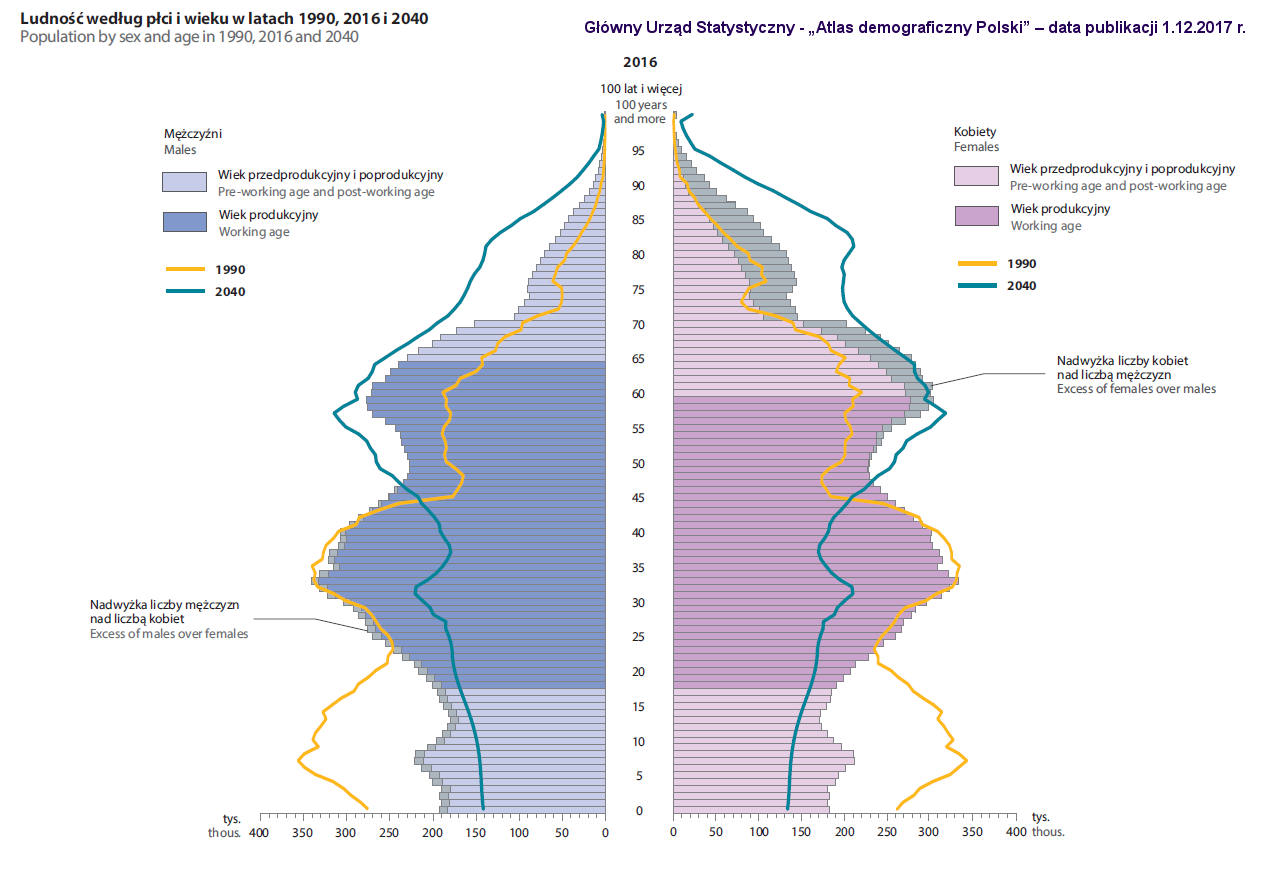 Ludność według płci i wieku w latach 1990, 2016 i 2040
Population by sex and age in 1990, 2016 and 2040
Główny Urząd Statystyczny - „Atlas demograficzny Polski” – data publikacji 1.12.2017 r.
2016
100 lat i więcej
100 years
and more
Mężczyźni
Males
Wiek przedprodukcyjny i poprodukcyjny
Pre-working age and post-working age
Wiek produkcyjny
Working age
1990
2040
Kobiety
Females
Wiek przedprodukcyjny i poprodukcyjny
Pre-working age and post-working age
Wiek produkcyjny
Working age
1990
2040
95
90
85
80
75
70
65
60
55
50
45
40
35
30
25
20
15
10
5
0
Nadwyżka liczby kobiet
nad liczbą mężczyzn
Excess of females over males
Nadwyżka liczby mężczyzn
nad liczbą kobiet
Excess of males over females
tys.
thous.
400 350 300 250 200 150 100 50 0
0 50 100 150 200 250 300 350 400
tys.
thous.